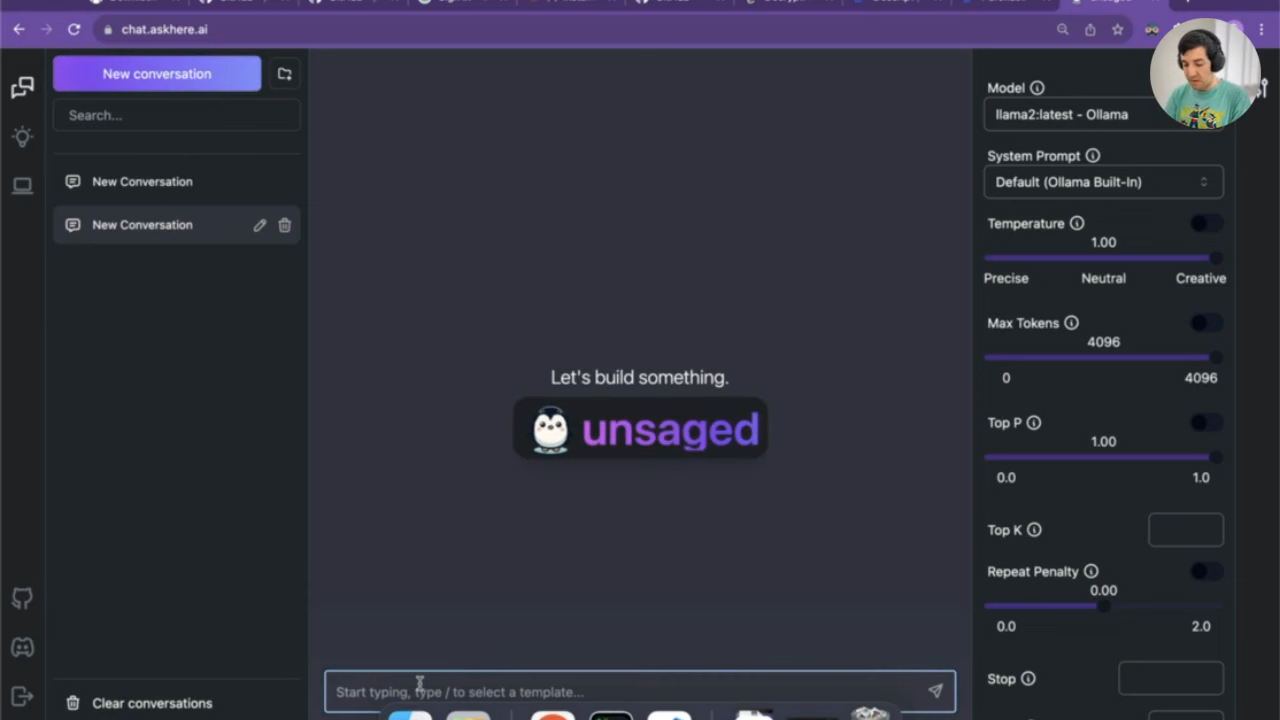 chat.askhere.ai
New conversation
Search...
New Conversation
New Conversation
Clear conversations
Let's build something.
unsaged
Start typing, type / to select a template...
Model
llama2:latest - Ollama
System Prompt
Default (Ollama Built-In)
Temperature
1.00
Precise Neutral Creative
Max Tokens
4096
0 4096
Top P
1.00
0.0 1.0
Top K
Repeat Penalty
0.00
0.0 2.0
Stop